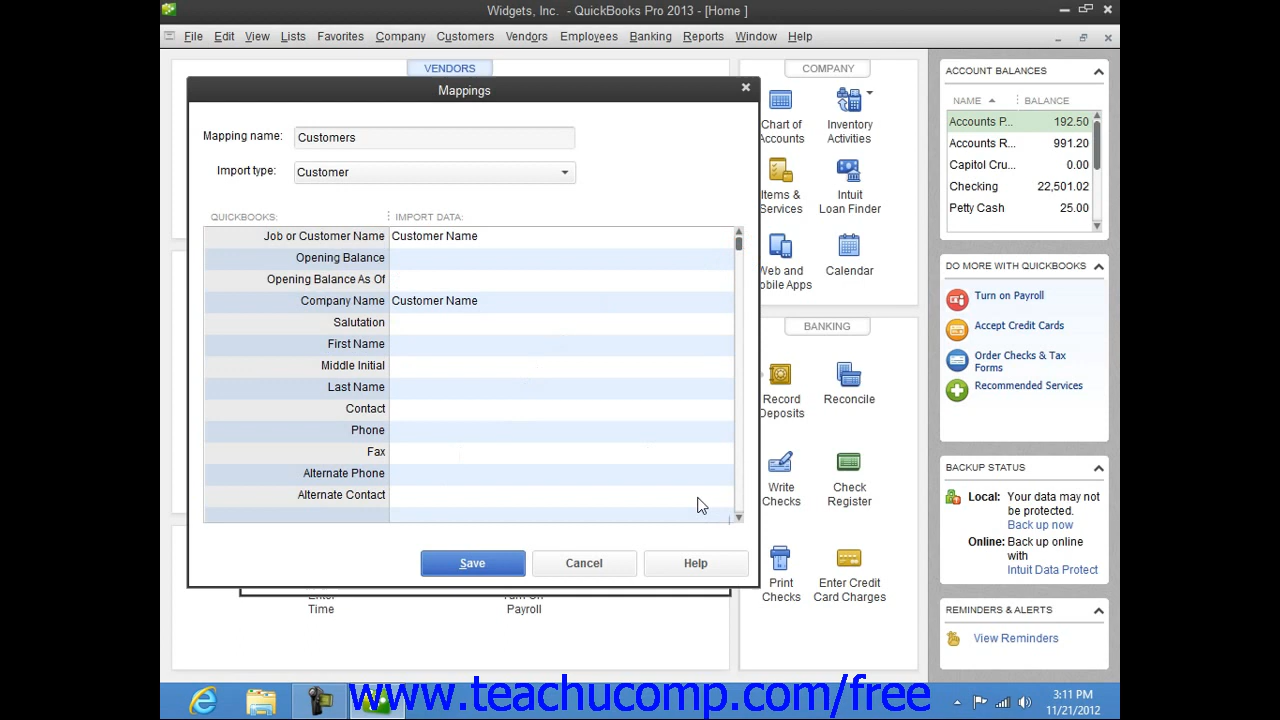 Widgets, Inc. - QuickBooks Pro 2013 - [Home ]
File Edit View Lists Favorites Company Customers Vendors Employees Banking Reports Window Help
VENDORS
Mappings
Mapping name: Customers
Import type: Customer
QUICKBOOKS: IMPORT DATA:
Job or Customer Name Customer Name
Opening Balance
Opening Balance As Of
Company Name Customer Name
Salutation
First Name
Middle Initial
Last Name
Contact
Phone
Fax
Alternate Phone
Alternate Contact
Save Cancel Help
Enter
Time
Turn On
Payroll
COMPANY
Chart of
Accounts
Inventory
Activities
Items &
Services
Intuit
Loan Finder
Web and
obile Apps
Calendar
BANKING
Record
Deposits
Reconcile
Write
Checks
Check
Register
Print
Checks
Enter Credit
Card Charges
ACCOUNT BALANCES
NAME BALANCE
Accounts P... 192.50
Accounts R... 991.20
Capitol Cru... 0.00
Checking 22,501.02
Petty Cash 25.00
DO MORE WITH QUICKBOOKS
Turn on Payroll
Accept Credit Cards
Order Checks & Tax
Forms
Recommended Services
BACKUP STATUS
Local: Your data may not
be protected.
Back up now
Online: Back up online
with
Intuit Data Protect
REMINDERS & ALERTS
View Reminders
www.teachucomp.com/free
3:11 PM
11/21/2012